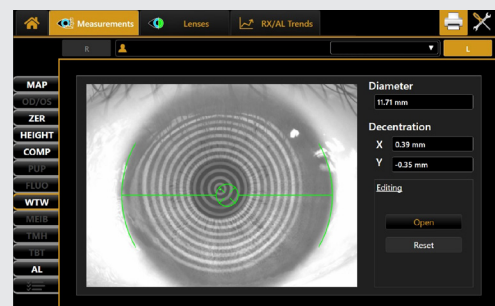 Measurements
Lenses
RX/AL Trends
R
L
MAP
OD/OS
ZER
HEIGHT
COMP
PUP
FLUO
WTW
MEIB
TMH
TBT
AL
Diameter
11.71 mm
Decentration
X 0.39 mm
Y -0.35 mm
Editing
Open
Reset